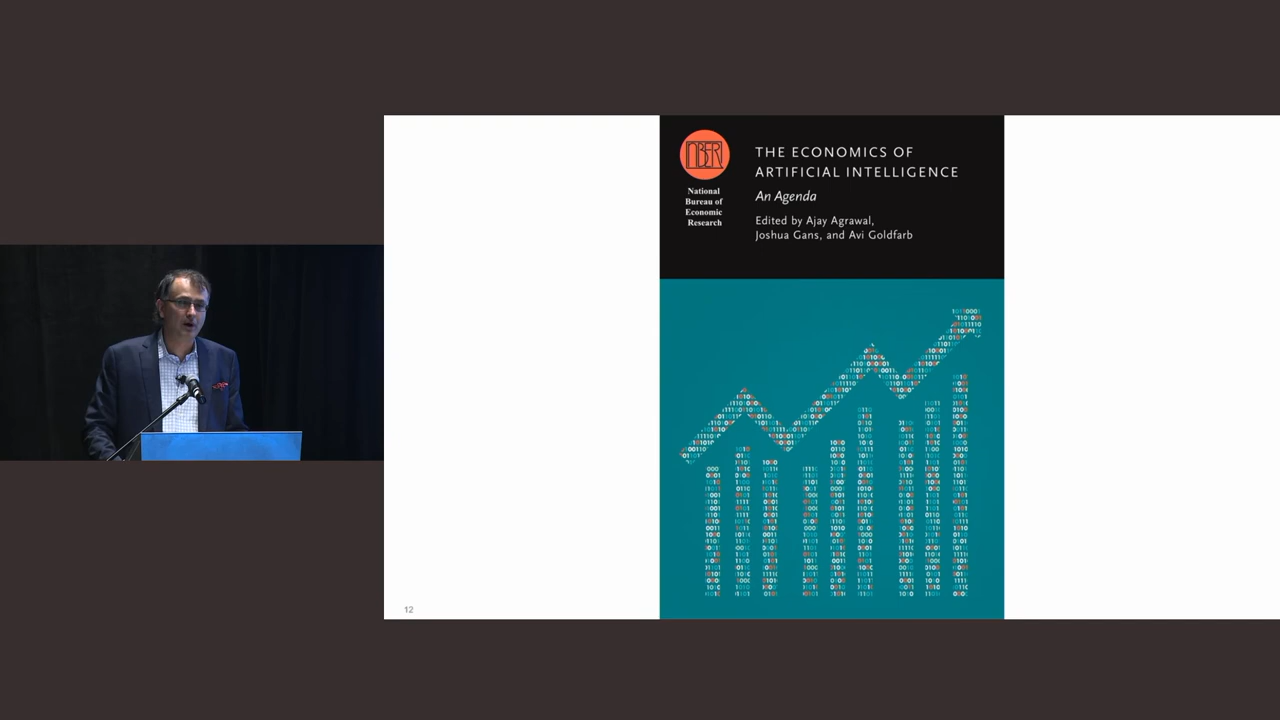 NBER
National
Bureau of
Economic
Research
THE ECONOMICS OF
ARTIFICIAL INTELLIGENCE
An Agenda
Edited by Ajay Agrawal,
Joshua Gans, and Avi Goldfarb
12